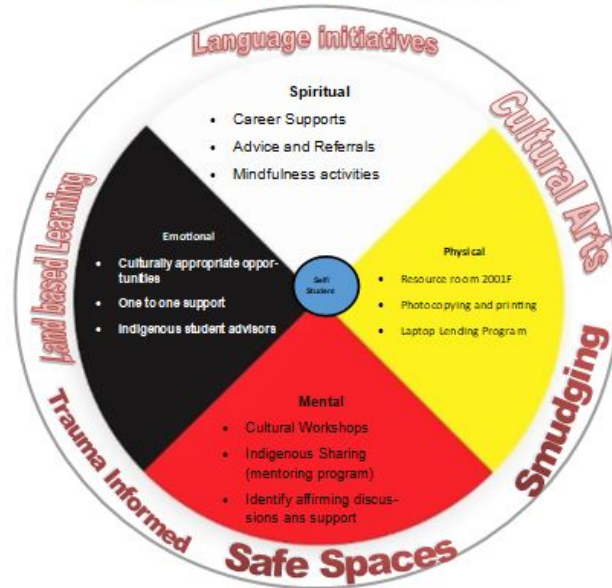 Language initiatives
Cultural Arts
Spiritual
• Career Supports
• Advice and Referrals
• Mindfulness activities
Land based Learning
Emotional
• Culturally appropriate oppor-
tunities
• One to one support
• Indigenous student advisors
Self/
Student
Physical
• Resource room 2001F
• Photocopying and printing
• Laptop Lending Program
Mental
• Cultural Workshops
• Indigenous Sharing
(mentoring program)
• Identify affirming discus-
sions ans support
Smudging
Trauma Informed
Safe Spaces